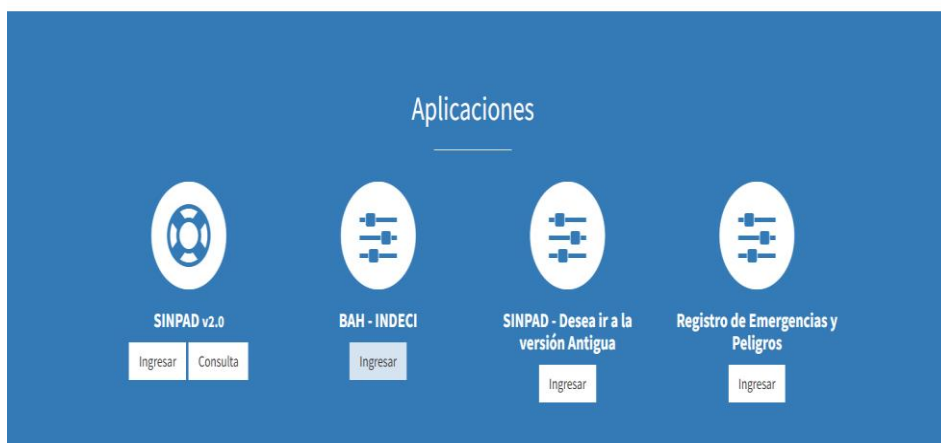 Aplicaciones
SINPAD v2.0
Ingresar Consulta
BAH - INDECI
Ingresar
SINPAD - Desea ir a la
versión Antigua
Ingresar
Registro de Emergencias y
Peligros
Ingresar